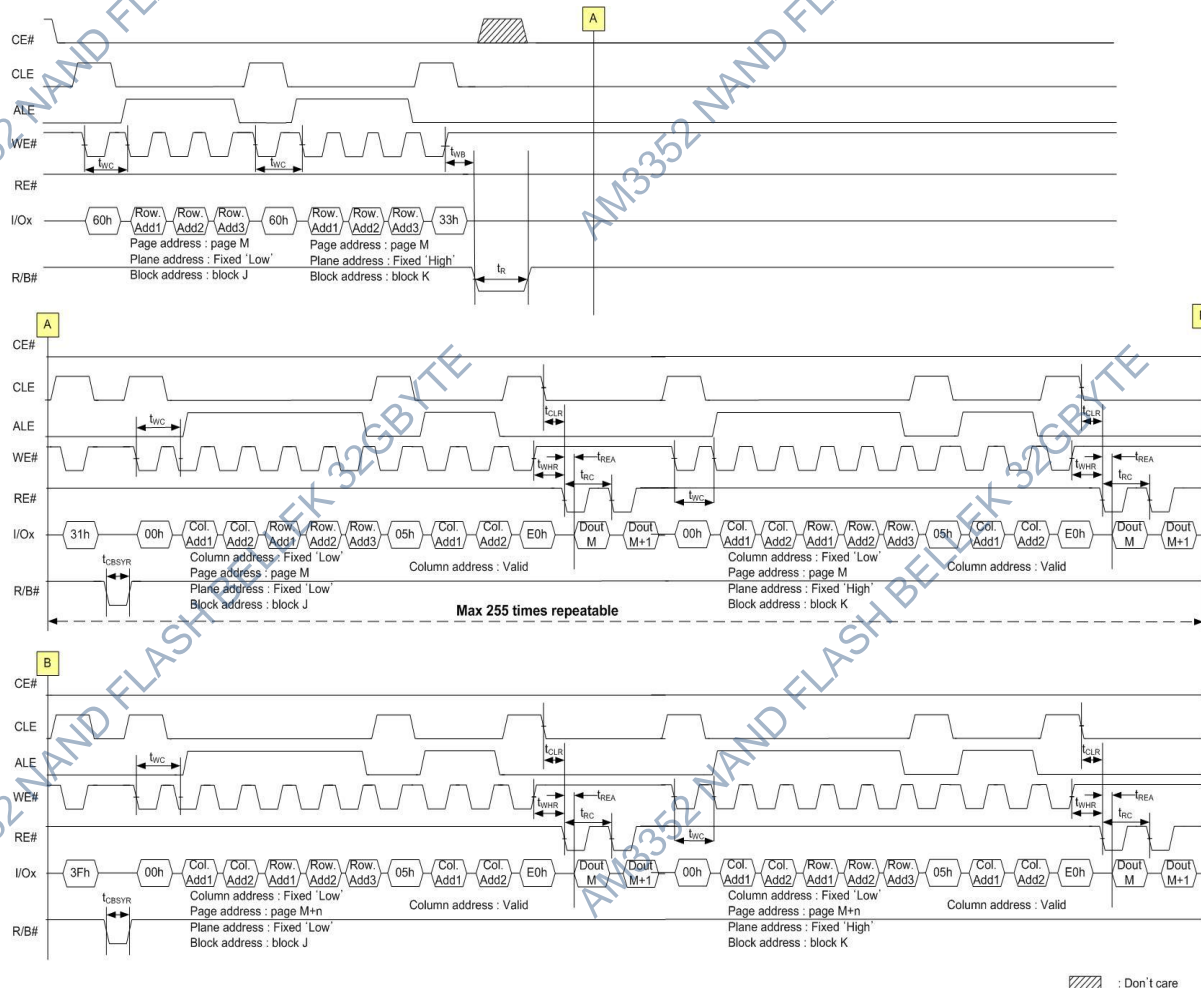 A
CE#
CLE
ALE
WE#
tWC
tWC
tWB
RE#
I/Ox
60h
Row. Add1
Row. Add2
Row. Add3
60h
Row. Add1
Row. Add2
Row. Add3
33h
Page address : page M
Plane address : Fixed 'Low'
Block address : block J
Page address : page M
Plane address : Fixed 'High'
Block address : block K
R/B#
tR
A
CE#
CLE
tCLR
tCLR
ALE
tWC
WE#
tWHR
tREA
tRC
tWHR
tREA
tRC
RE#
tWC
I/Ox
31h
00h
Col. Add1
Col. Add2
Row. Add1
Row. Add2
Row. Add3
05h
Col. Add1
Col. Add2
E0h
Dout M
Dout M+1
00h
Col. Add1
Col. Add2
Row. Add1
Row. Add2
Row. Add3
05h
Col. Add1
Col. Add2
E0h
Dout M
Dout M+1
tCBSYR
R/B#
Column address : Fixed 'Low'
Page address : page M
Plane address : Fixed 'Low'
Block address : block J
Column address : Valid
Column address : Fixed 'Low'
Page address : page M
Plane address : Fixed 'High'
Block address : block K
Column address : Valid
Max 255 times repeatable
B
CE#
CLE
tCLR
tCLR
ALE
tWC
WE#
tWHR
tREA
tRC
tWHR
tREA
tRC
RE#
tWC
I/Ox
3Fh
00h
Col. Add1
Col. Add2
Row. Add1
Row. Add2
Row. Add3
05h
Col. Add1
Col. Add2
E0h
Dout M
Dout M+1
00h
Col. Add1
Col. Add2
Row. Add1
Row. Add2
Row. Add3
05h
Col. Add1
Col. Add2
E0h
Dout M
Dout M+1
tCBSYR
R/B#
Column address : Fixed 'Low'
Page address : page M+n
Plane address : Fixed 'Low'
Block address : block J
Column address : Valid
Column address : Fixed 'Low'
Page address : page M+n
Plane address : Fixed 'High'
Block address : block K
Column address : Valid
: Don't care
AM3352 NAND FLASH BELLEK 32GBYTE